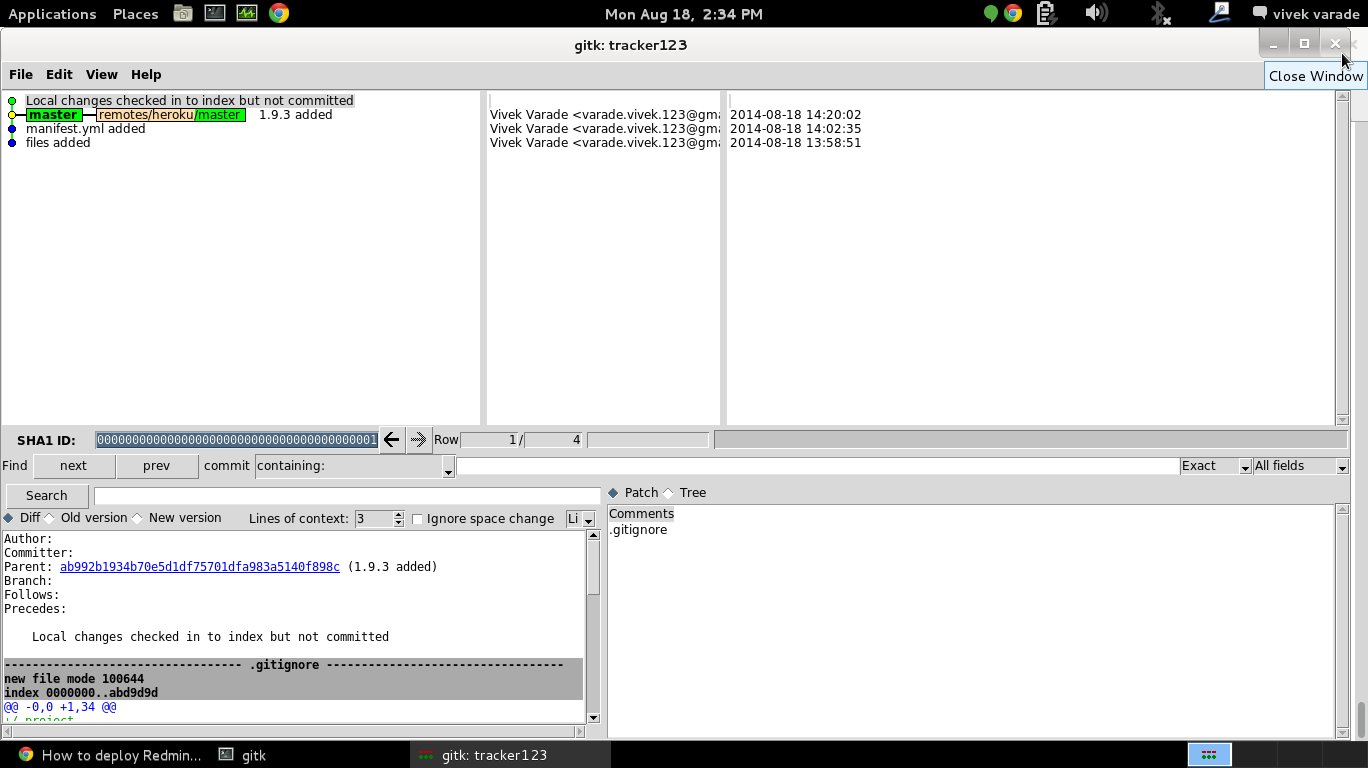 Applications Places Mon Aug 18, 2:34 PM vivek varade
gitk: tracker123
File Edit View Help
Close Window
Local changes checked in to index but not committed
master remotes/heroku/master 1.9.3 added Vivek Varade <varade.vivek.123@gma 2014-08-18 14:20:02
manifest.yml added Vivek Varade <varade.vivek.123@gma 2014-08-18 14:02:35
files added Vivek Varade <varade.vivek.123@gma 2014-08-18 13:58:51
SHA1 ID: 0000000000000000000000000000000000000001 Row 1 / 4
Find next prev commit containing: Exact All fields
Search Patch Tree
Diff Old version New version Lines of context: 3 Ignore space change Li
Comments
.gitignore
Author:
Committer:
Parent: ab992b1934b70e5d1df75701dfa983a5140f898c (1.9.3 added)
Branch:
Follows:
Precedes:
Local changes checked in to index but not committed
--------------------------------- .gitignore ---------------------------------
new file mode 100644
index 0000000..abd9d9d
@@ -0,0 +1,34 @@
+/.project
How to deploy Redmin... gitk gitk: tracker123